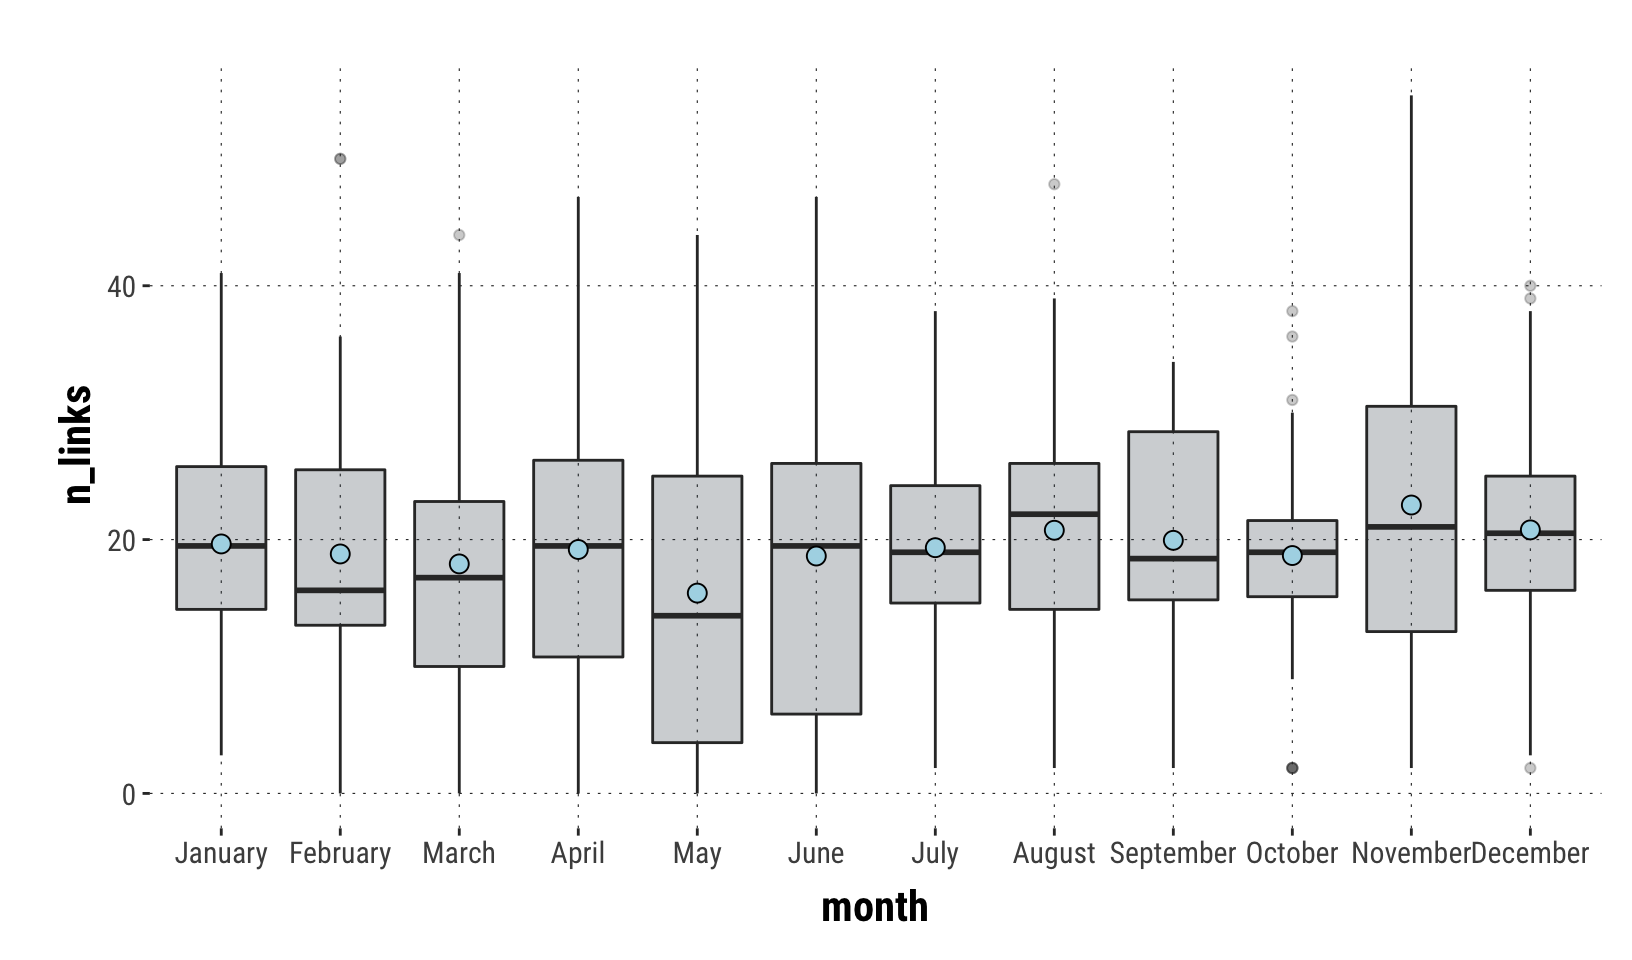 n_links
40
20
0
January February March April May June July August September October November December
month